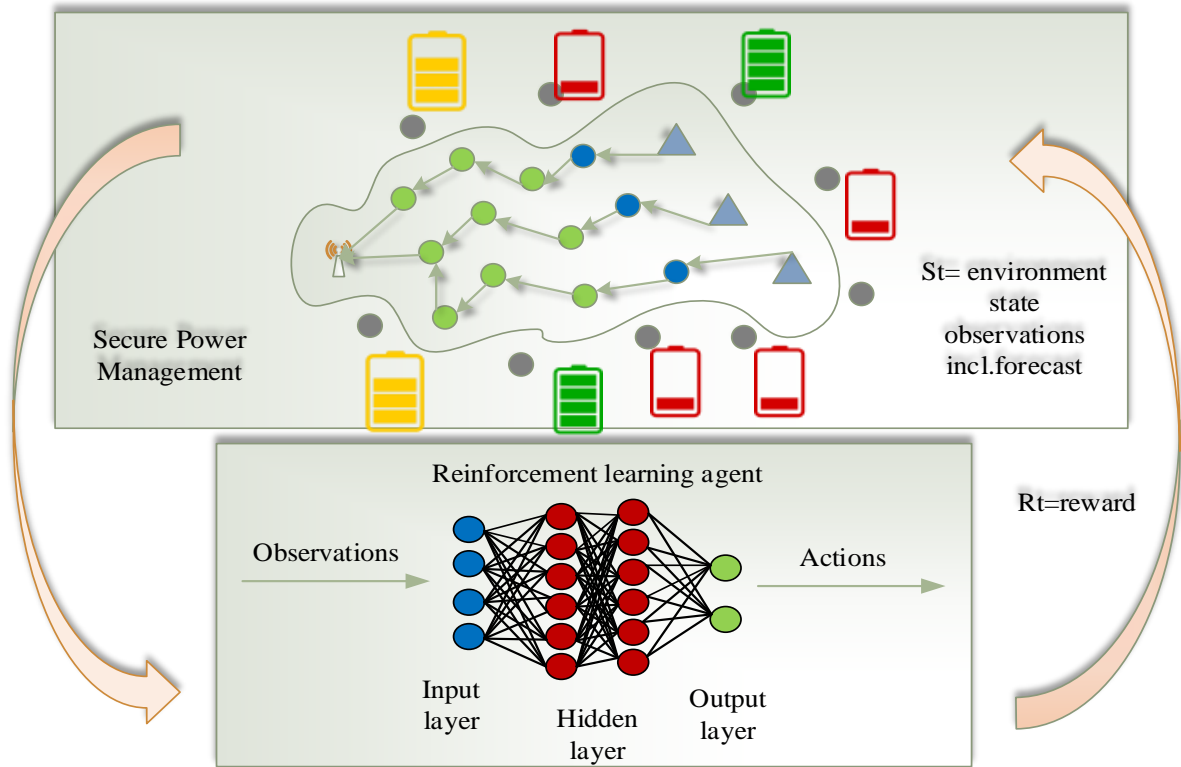 Secure Power
Management
St= environment
state
observations
incl.forecast
Reinforcement learning agent
Observations
Actions
Rt=reward
Input
layer
Hidden
layer
Output
layer